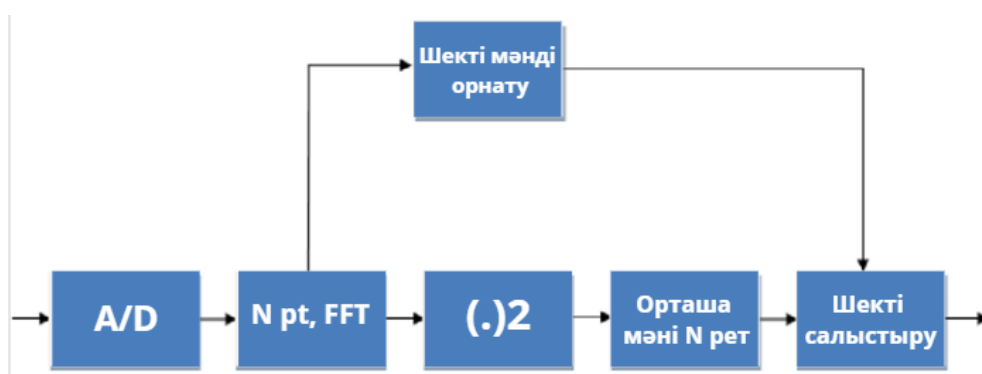 Шекті мәнді
орнату
A/D
N pt, FFT
(.)2
Орташа
мәні N рет
Шекті
салыстыру